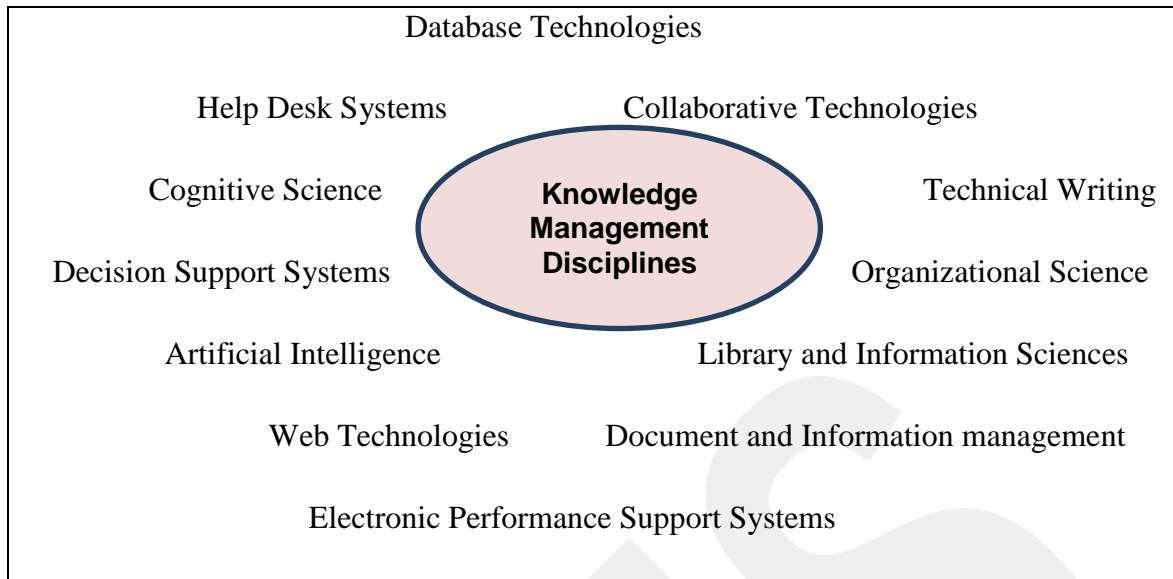 Database Technologies
Help Desk Systems Collaborative Technologies
Cognitive Science
Knowledge
Management
Disciplines
Technical Writing
Decision Support Systems
Organizational Science
Artificial Intelligence
Library and Information Sciences
Web Technologies
Document and Information management
Electronic Performance Support Systems